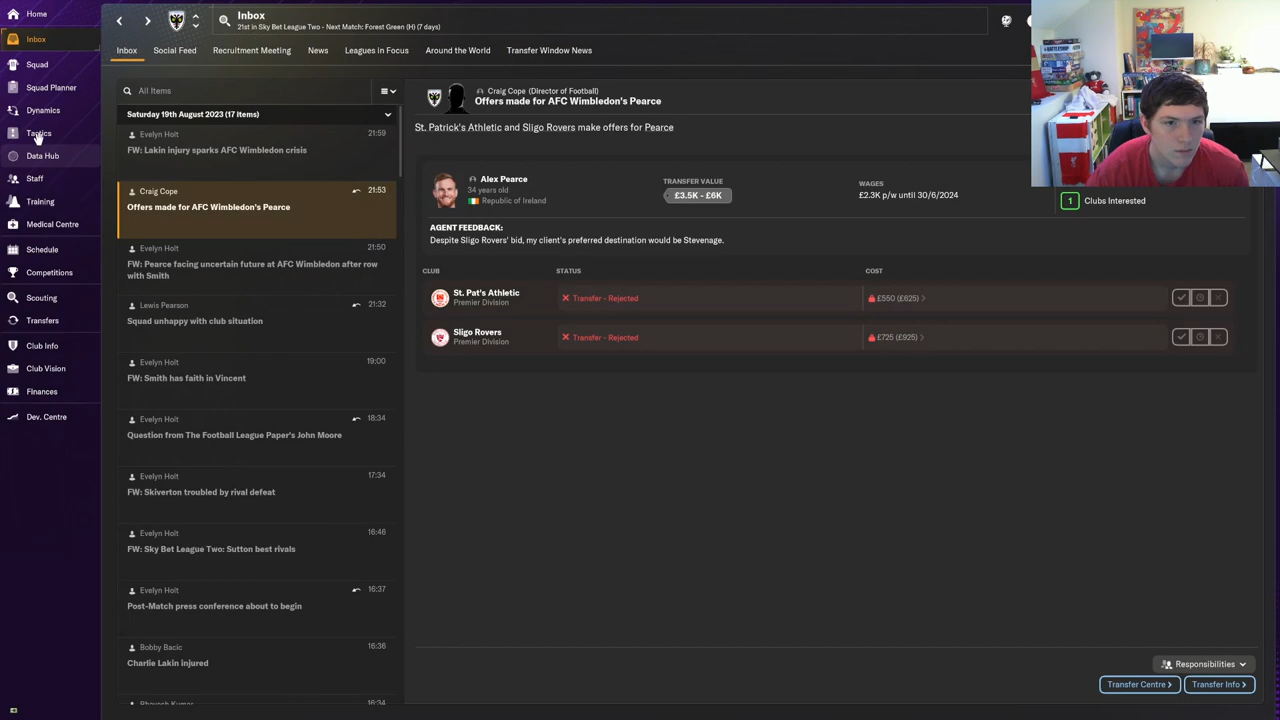 Home
Inbox
Squad
Squad Planner
Dynamics
Tactics
Data Hub
Staff
Training
Medical Centre
Schedule
Competitions
Scouting
Transfers
Club Info
Club Vision
Finances
Dev. Centre
Inbox
21st in Sky Bet League Two - Next Match: Forest Green (H) (7 days)
Inbox Social Feed Recruitment Meeting News Leagues in Focus Around the World Transfer Window News
All Items
Saturday 19th August 2023 (17 Items)
Evelyn Holt 21:59
FW: Lakin injury sparks AFC Wimbledon crisis
Craig Cope 21:53
Offers made for AFC Wimbledon's Pearce
Evelyn Holt 21:50
FW: Pearce facing uncertain future at AFC Wimbledon after row
with Smith
Lewis Pearson 21:32
Squad unhappy with club situation
Evelyn Holt 19:00
FW: Smith has faith in Vincent
Evelyn Holt 18:34
Question from The Football League Paper's John Moore
Evelyn Holt 17:34
FW: Skiverton troubled by rival defeat
Evelyn Holt 16:46
FW: Sky Bet League Two: Sutton best rivals
Evelyn Holt 16:37
Post-Match press conference about to begin
Bobby Bacic 16:36
Charlie Lakin injured
16:34
Craig Cope (Director of Football)
Offers made for AFC Wimbledon's Pearce
St. Patrick's Athletic and Sligo Rovers make offers for Pearce
Alex Pearce
34 years old
Republic of Ireland
TRANSFER VALUE
£3.5K - £6K
WAGES
£2.3K p/w until 30/6/2024
1 Clubs Interested
AGENT FEEDBACK:
Despite Sligo Rovers' bid, my client's preferred destination would be Stevenage.
CLUB STATUS COST
St. Pat's Athletic
Premier Division
Transfer - Rejected
£550 (£625)
Sligo Rovers
Premier Division
Transfer - Rejected
£725 (£925)
Responsibilities
Transfer Centre
Transfer Info